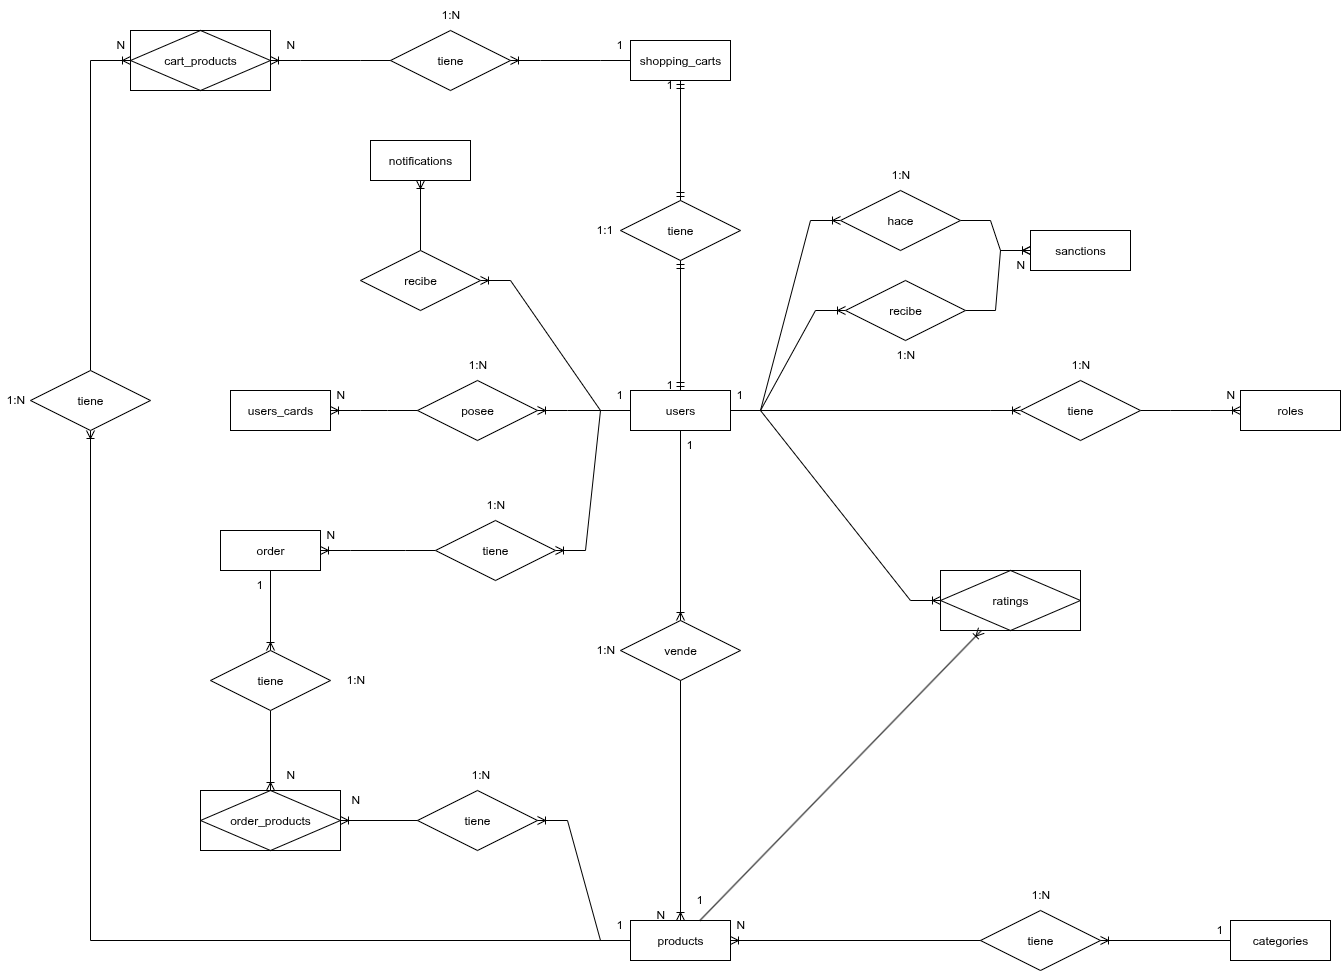 1:N
N
N
1
cart_products
tiene
shopping_carts
1
notifications
1:N
hace
1:1
tiene
sanctions
N
recibe
recibe
1:N
1:N
1:N
1
N
N
1
1
users_cards
posee
users
tiene
roles
1:N
tiene
1
1:N
N
order
tiene
1
ratings
1:N
vende
tiene
1:N
N
1:N
N
order_products
tiene
1:N
1
N
N
1
1
products
tiene
categories